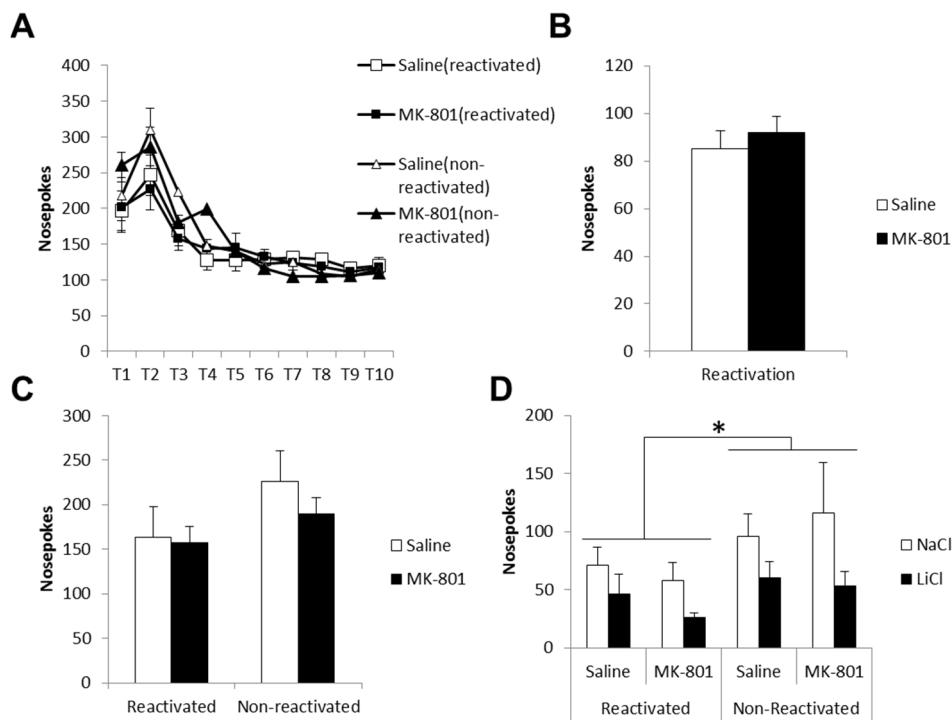 A
Nosepokes
400
350
300
250
200
150
100
50
0
T1 T2 T3 T4 T5 T6 T7 T8 T9 T10
Saline(reactivated)
MK-801(reactivated)
Saline(non-
reactivated)
MK-801(non-
reactivated)
B
Nosepokes
120
100
80
60
40
20
0
Reactivation
Saline
MK-801
C
Nosepokes
300
250
200
150
100
50
0
Reactivated Non-reactivated
Saline
MK-801
D
Nosepokes
200
150
100
50
0
*
Saline MK-801 Saline MK-801
Reactivated Non-Reactivated
NaCl
LiCl